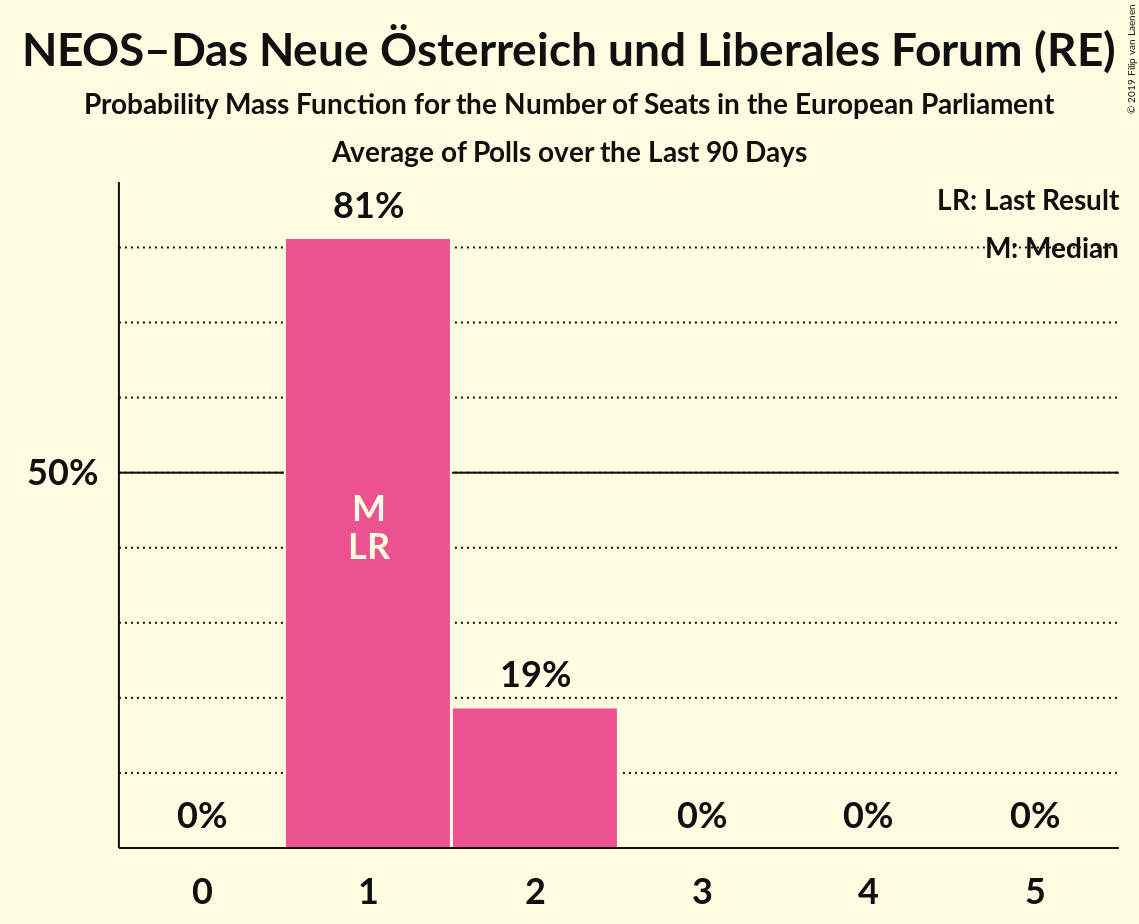 NEOS–Das Neue Österreich und Liberales Forum (RE)
Probability Mass Function for the Number of Seats in the European Parliament
Average of Polls over the Last 90 Days
© 2019 Filip van Laenen
LR: Last Result
M: Median
81%
50%
M
LR
19%
0%
0%
0%
0%
0 1 2 3 4 5